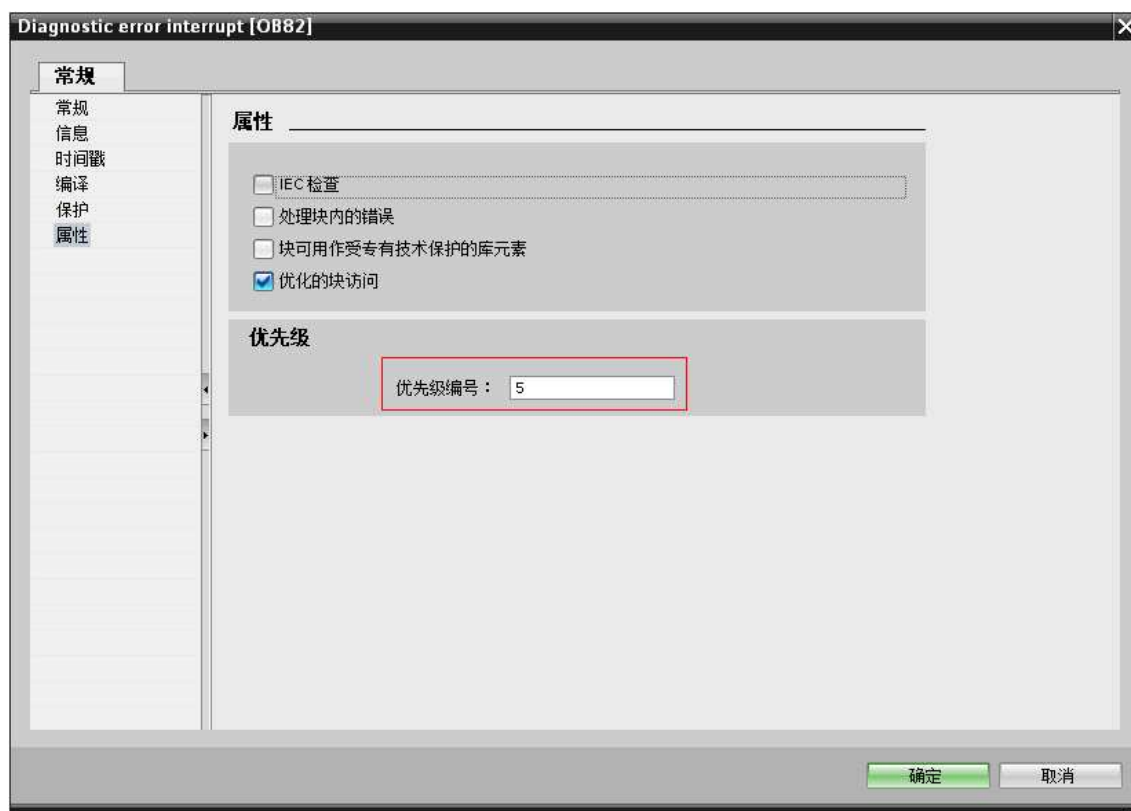 Diagnostic error interrupt [OB82]
常规
常规
信息
时间戳
编译
保护
属性
属性
IEC 检查
处理块内的错误
块可用作受专有技术保护的库元素
优化的块访问
优先级
优先级编号： 5
确定
取消